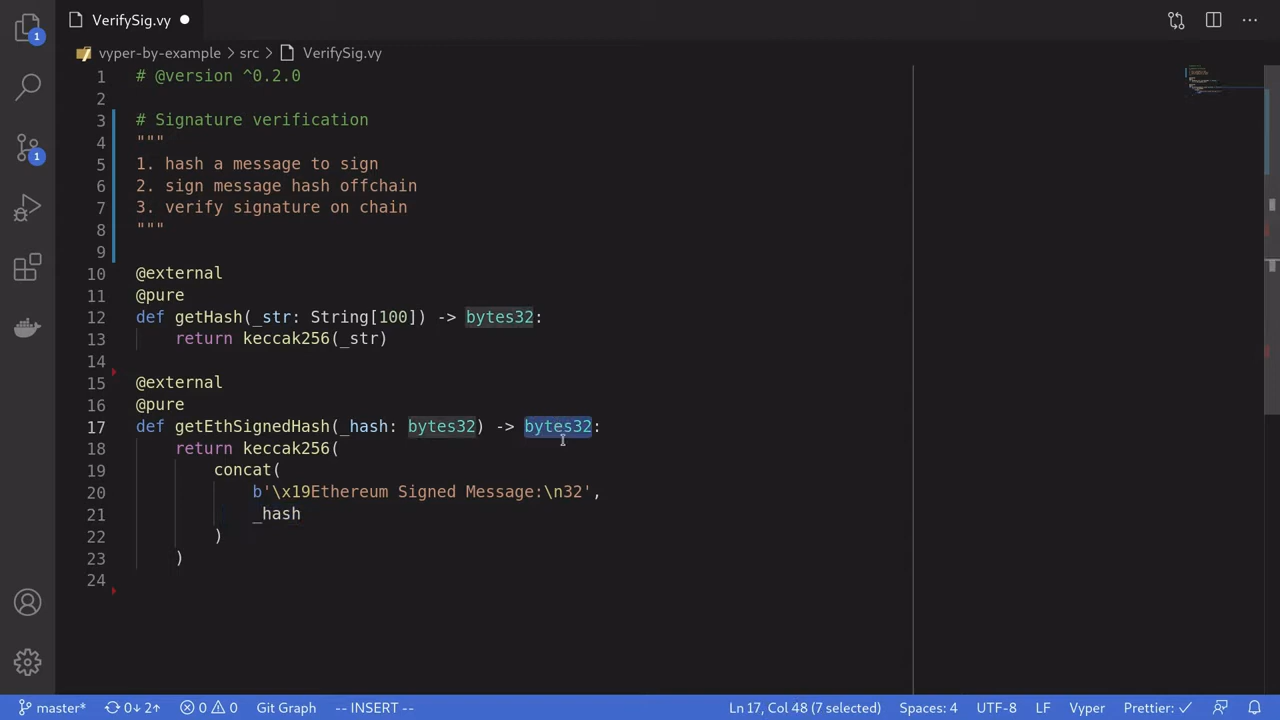 VerifySig.vy
vyper-by-example > src > VerifySig.vy
1
1
1 # @version ^0.2.0
2
3 # Signature verification
4 """
5 1. hash a message to sign
6 2. sign message hash offchain
7 3. verify signature on chain
8 """
9
10 @external
11 @pure
12 def getHash(_str: String[100]) -> bytes32:
13 return keccak256(_str)
14
15 @external
16 @pure
17 def getEthSignedHash(_hash: bytes32) -> bytes32:
18 return keccak256(
19 concat(
20 b'\x19Ethereum Signed Message:\n32',
21 _hash
22 )
23 )
24
master* 0↓ 2↑ 0 0 Git Graph -- INSERT -- Ln 17, Col 48 (7 selected) Spaces: 4 UTF-8 LF Vyper Prettier: ✓